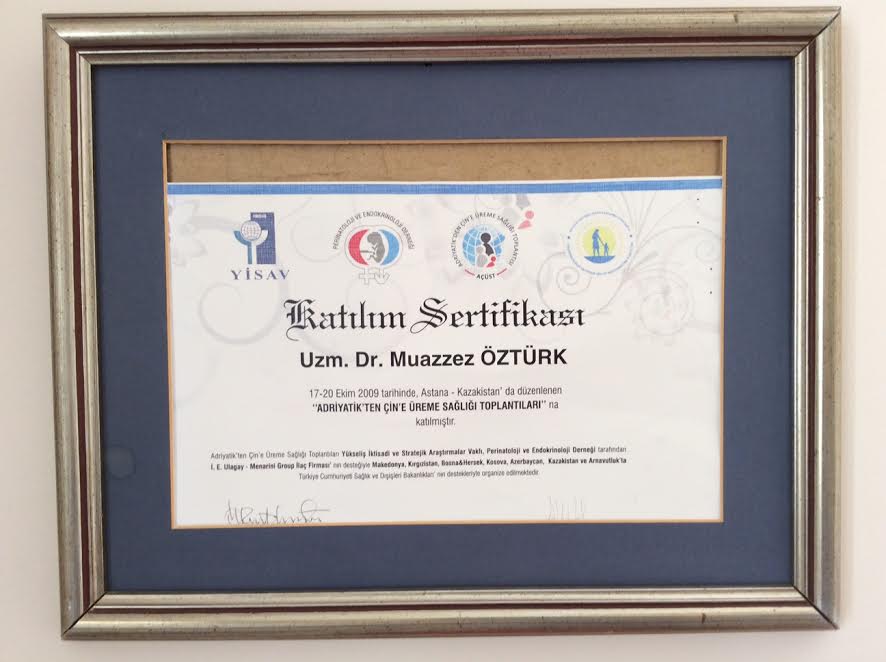 YİSAV
PERİNATOLOJİ VE ENDOKRİNOLOJİ DERNEĞİ
ADRİYATİK'DEN ÇİN'E ÜREME SAĞLIĞI TOPLANTISI
AÇÜST
Katılım Sertifikası
Uzm. Dr. Muazzez ÖZTÜRK
17-20 Ekim 2009 tarihinde, Astana - Kazakistan' da düzenlenen
"ADRİYATİK'TEN ÇİN'E ÜREME SAĞLIĞI TOPLANTILARI" na
katılmıştır.
Adriyatik'ten Çin'e Üreme Sağlığı Toplantıları Yükseliş İktisadi ve Stratejik Araştırmalar Vakfı, Perinatoloji ve Endokrinoloji Derneği tarafından
İ. E. Ulagay - Menarini Group İlaç Firması' nın desteğiyle Makedonya, Kırgızistan, Bosna&Hersek, Kosova, Azerbaycan, Kazakistan ve Arnavutluk'ta
Türkiye Cumhuriyeti Sağlık ve Dışişleri Bakanlıkları' nın destekleriyle organize edilmektedir.